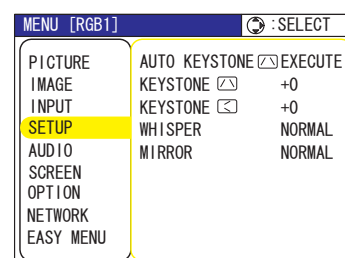 MENU [RGB1] :SELECT
PICTURE
IMAGE
INPUT
SETUP
AUDIO
SCREEN
OPTION
NETWORK
EASY MENU
AUTO KEYSTONE EXECUTE
KEYSTONE +0
KEYSTONE +0
WHISPER NORMAL
MIRROR NORMAL